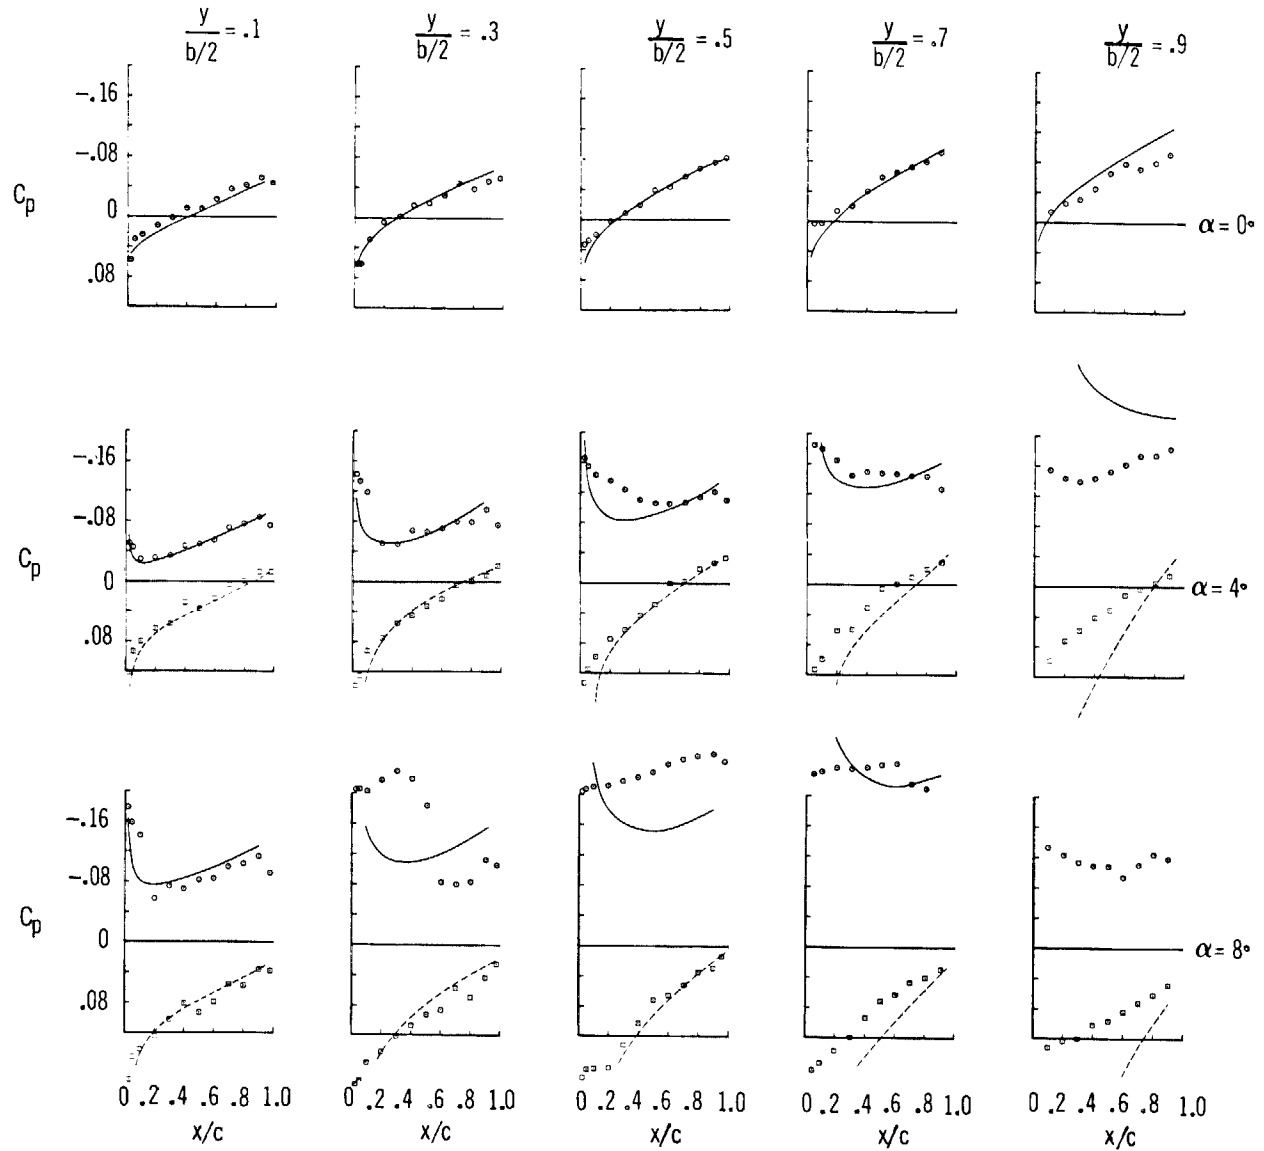 y/b/2 = .1
y/b/2 = .3
y/b/2 = .5
y/b/2 = .7
y/b/2 = .9
-.16
-.08
Cp
0
.08
α = 0°
-.16
-.08
Cp
0
.08
α = 4°
-.16
-.08
Cp
0
.08
α = 8°
0 .2 .4 .6 .8 1.0
0 .2 .4 .6 .8 1.0
0 .2 .4 .6 .8 1.0
0 .2 .4 .6 .8 1.0
0 .2 .4 .6 .8 1.0
x/c
x/c
x/c
x/c
x/c